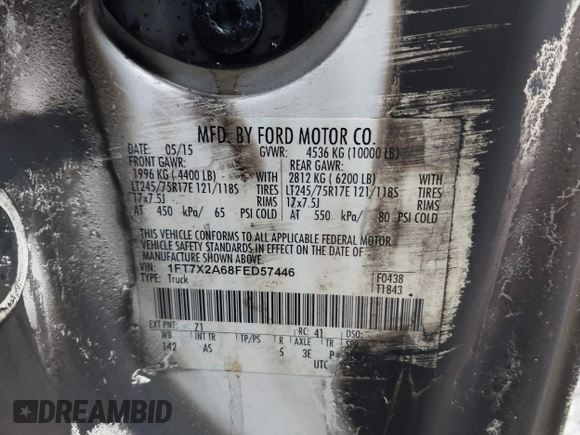 MFD. BY FORD MOTOR CO.
DATE: 05/15 GVWR: 4536 KG (10000 LB)
FRONT GAWR: REAR GAWR:
1996 KG (4400 LB) WITH 2812 KG (6200 LB) WITH
LT245/75R17E 121/118S TIRES LT245/75R17E 121/118S TIRES
17x7.5J RIMS 17x7.5J RIMS
AT 450 kPa/ 65 PSI COLD AT 550 kPa/ 80 PSI COLD
THIS VEHICLE CONFORMS TO ALL APPLICABLE FEDERAL MOTOR
VEHICLE SAFETY STANDARDS IN EFFECT ON THE DATE OF
MANUFACTURE SHOWN ABOVE.
VIN: 1FT7X2A68FED57446
TYPE: Truck
F0438
T1843
EXT PNT: Z1 RC: 41 DSO:
WB INT TR TP/PS R AXLE TR
142 AS 5 3E P
UTC
DREAMBID